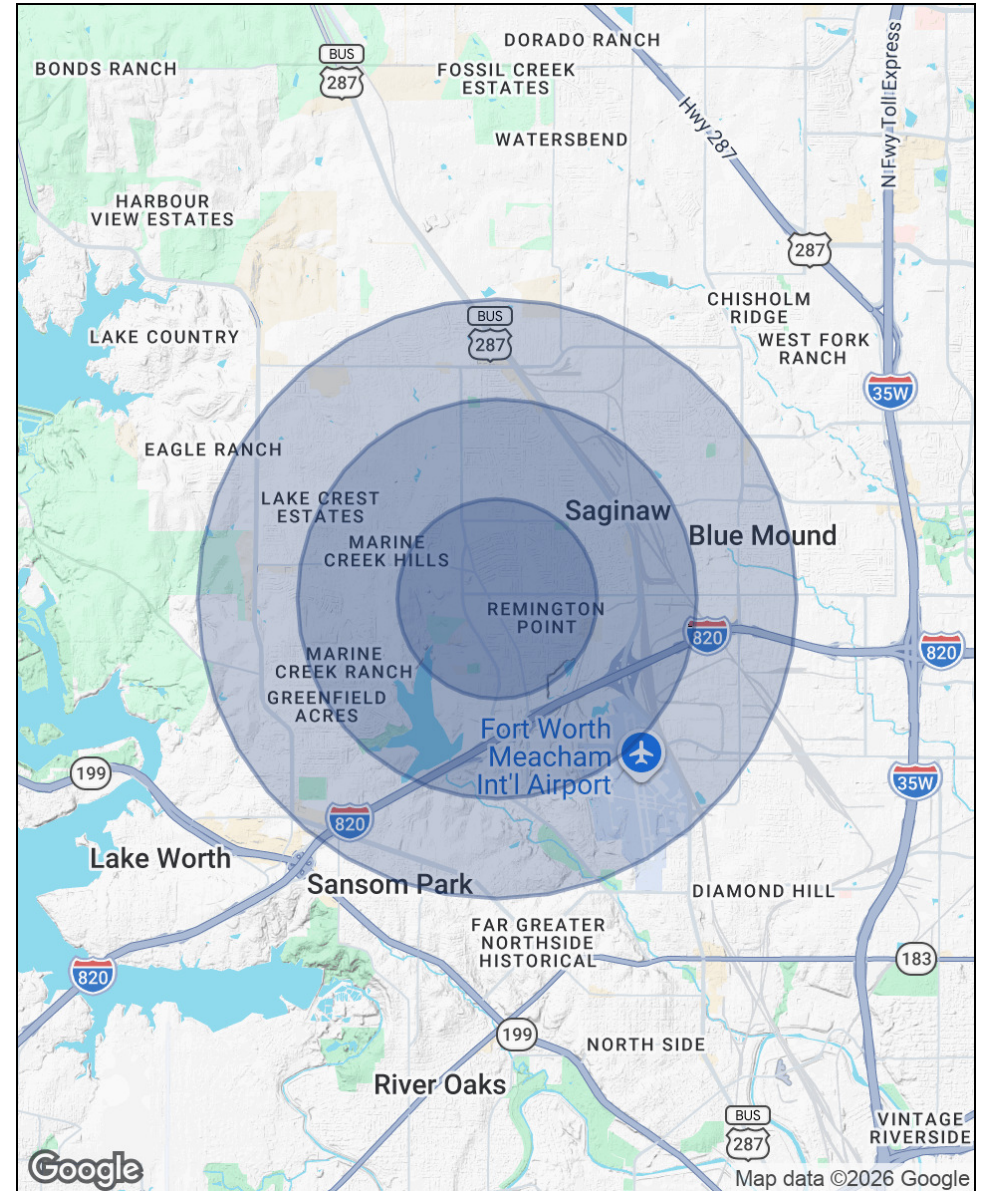 DORADO RANCH
BUS
287
BONDS RANCH
FOSSIL CREEK
ESTATES
N Fwy Toll Express
Hwy 287
WATERSBEND
HARBOUR
VIEW ESTATES
287
CHISHOLM
RIDGE
BUS
287
LAKE COUNTRY
WEST FORK
RANCH
35W
EAGLE RANCH
LAKE CREST
ESTATES
Saginaw
Blue Mound
MARINE
CREEK HILLS
REMINGTON
POINT
820
820
MARINE
CREEK RANCH
GREENFIELD
ACRES
Fort Worth
Meacham
Int'l Airport
199
35W
820
Lake Worth
Sansom Park
DIAMOND HILL
FAR GREATER
NORTHSIDE
HISTORICAL
183
820
199
NORTH SIDE
River Oaks
BUS
287
VINTAGE
RIVERSIDE
Google
Map data ©2026 Google